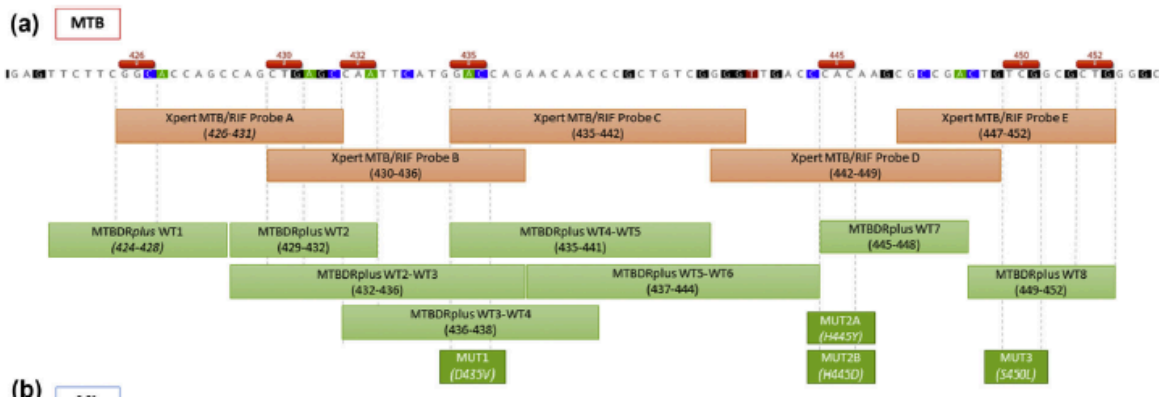 (a) MTB
426 430 432 435 445 450 452
GAGTTCTTCGGCACCAGCCAGCTGAGCCAATTCATGGACCAGAACAACCCGCTGTCGGGGTTGACCCACAAGCGCCGACTGTCGGCGCTGGGGC
Xpert MTB/RIF Probe A
(426-431)
Xpert MTB/RIF Probe C
(435-442)
Xpert MTB/RIF Probe E
(447-452)
Xpert MTB/RIF Probe B
(430-436)
Xpert MTB/RIF Probe D
(442-449)
MTBDRplus WT1
(424-428)
MTBDRplus WT2
(429-432)
MTBDRplus WT4-WT5
(435-441)
MTBDRplus WT7
(445-448)
MTBDRplus WT2-WT3
(432-436)
MTBDRplus WT5-WT6
(437-444)
MTBDRplus WT8
(449-452)
MTBDRplus WT3-WT4
(436-438)
MUT2A
(H445Y)
MUT1
(D435V)
MUT2B
(H445D)
MUT3
(S450L)
(b)